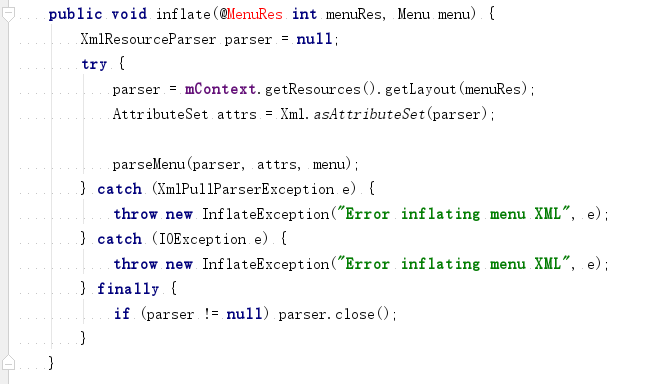 public void inflate(@MenuRes int menuRes, Menu menu) {
    XmlResourceParser parser = null;
    try {
        parser = mContext.getResources().getLayout(menuRes);
        AttributeSet attrs = Xml.asAttributeSet(parser);

        parseMenu(parser, attrs, menu);
    } catch (XmlPullParserException e) {
        throw new InflateException("Error inflating menu XML", e);
    } catch (IOException e) {
        throw new InflateException("Error inflating menu XML", e);
    } finally {
        if (parser != null) parser.close();
    }
}